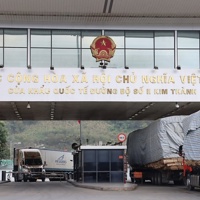 CỘNG HÒA XÃ HỘI CHỦ NGHĨA VIỆT
CỬA KHẨU QUỐC TẾ ĐƯỜNG BỘ SỐ II KIM THÀNH